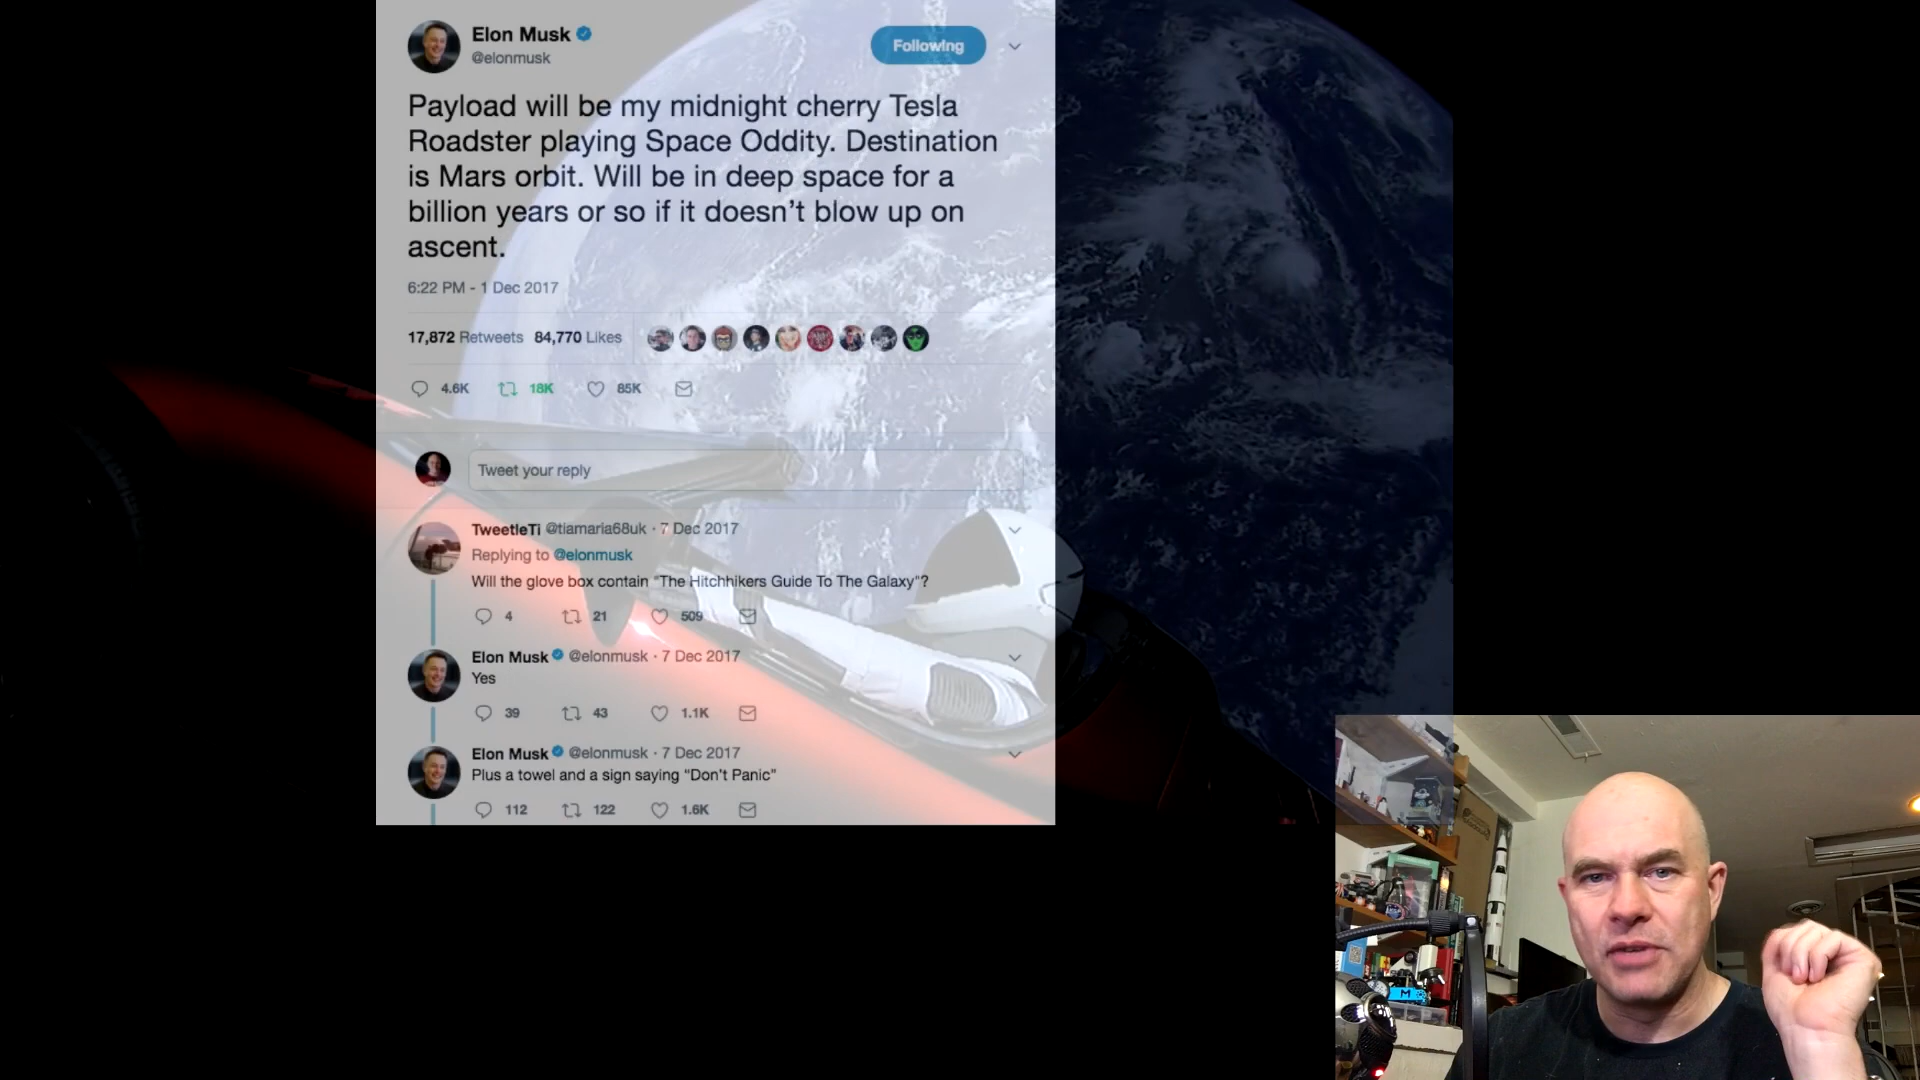 Elon Musk
@elonmusk
Following
Payload will be my midnight cherry Tesla
Roadster playing Space Oddity. Destination
is Mars orbit. Will be in deep space for a
billion years or so if it doesn’t blow up on
ascent.
6:22 PM - 1 Dec 2017
17,872 Retweets 84,770 Likes
4.6K 18K 85K
Tweet your reply
TweetleTi @tiamaria68uk · 7 Dec 2017
Replying to @elonmusk
Will the glove box contain "The Hitchhikers Guide To The Galaxy"?
4 21 509
Elon Musk @elonmusk · 7 Dec 2017
Yes
39 43 1.1K
Elon Musk @elonmusk · 7 Dec 2017
Plus a towel and a sign saying “Don’t Panic”
112 122 1.6K
M